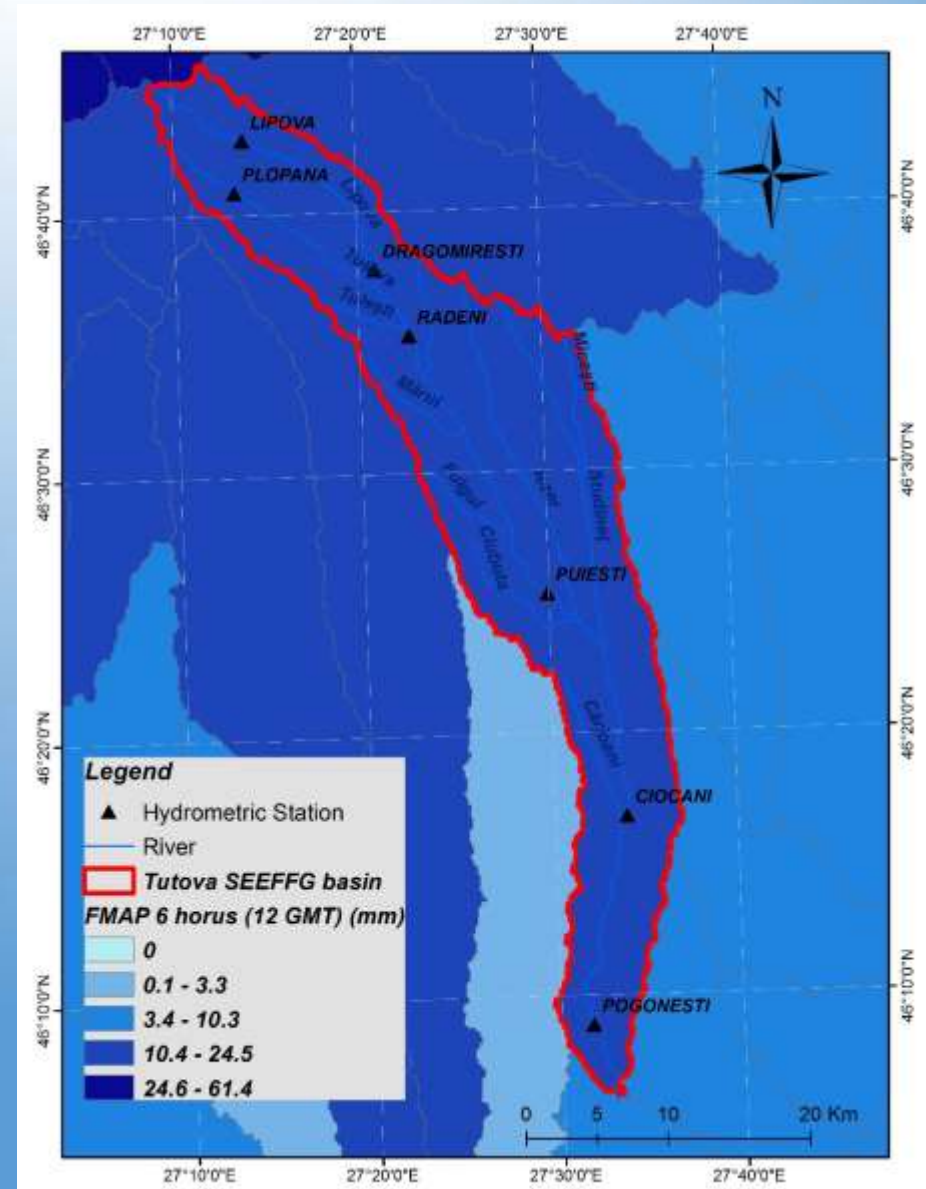 27°10'0"E 27°20'0"E 27°30'0"E 27°40'0"E
N
LIPOVA
PLOPANA
Lipova
46°40'0"N
46°40'0"N
DRAGOMIRESTI
Tutova
RADENI
Micești
46°30'0"N
46°30'0"N
Studineț
Fulgul
PUIESTI
46°20'0"N
46°20'0"N
CIOCANI
Legend
Hydrometric Station
River
Tutova SEEFFG basin
FMAP 6 horus (12 GMT) (mm)
0
0.1 - 3.3
3.4 - 10.3
10.4 - 24.5
24.6 - 61.4
46°10'0"N
46°10'0"N
POGONESTI
0 5 10 20 Km
27°10'0"E 27°20'0"E 27°30'0"E 27°40'0"E